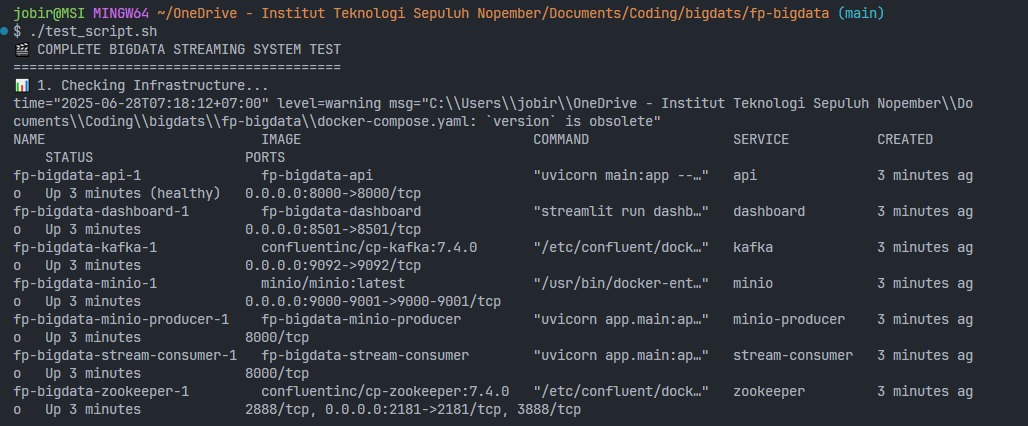 jobir@MSI MINGW64 ~/OneDrive - Institut Teknologi Sepuluh Nopember/Documents/Coding/bigdats/fp-bigdata (main)
$ ./test_script.sh
🎬 COMPLETE BIGDATA STREAMING SYSTEM TEST
=========================================
📊 1. Checking Infrastructure...
time="2025-06-28T07:18:12+07:00" level=warning msg="C:\\Users\\jobir\\OneDrive - Institut Teknologi Sepuluh Nopember\\Do
cuments\\Coding\\bigdats\\fp-bigdata\\docker-compose.yaml: `version` is obsolete"
NAME                           IMAGE                             COMMAND                  SERVICE           CREATED
    STATUS                   PORTS
fp-bigdata-api-1               fp-bigdata-api                    "uvicorn main:app --…"   api               3 minutes ag
o   Up 3 minutes (healthy)   0.0.0.0:8000->8000/tcp
fp-bigdata-dashboard-1         fp-bigdata-dashboard              "streamlit run dashb…"   dashboard         3 minutes ag
o   Up 3 minutes             0.0.0.0:8501->8501/tcp
fp-bigdata-kafka-1             confluentinc/cp-kafka:7.4.0       "/etc/confluent/dock…"   kafka             3 minutes ag
o   Up 3 minutes             0.0.0.0:9092->9092/tcp
fp-bigdata-minio-1             minio/minio:latest                "/usr/bin/docker-ent…"   minio             3 minutes ag
o   Up 3 minutes             0.0.0.0:9000-9001->9000-9001/tcp
fp-bigdata-minio-producer-1    fp-bigdata-minio-producer         "uvicorn app.main:ap…"   minio-producer    3 minutes ag
o   Up 3 minutes             8000/tcp
fp-bigdata-stream-consumer-1   fp-bigdata-stream-consumer        "uvicorn app.main:ap…"   stream-consumer   3 minutes ag
o   Up 3 minutes             8000/tcp
fp-bigdata-zookeeper-1         confluentinc/cp-zookeeper:7.4.0   "/etc/confluent/dock…"   zookeeper         3 minutes ag
o   Up 3 minutes             2888/tcp, 0.0.0.0:2181->2181/tcp, 3888/tcp